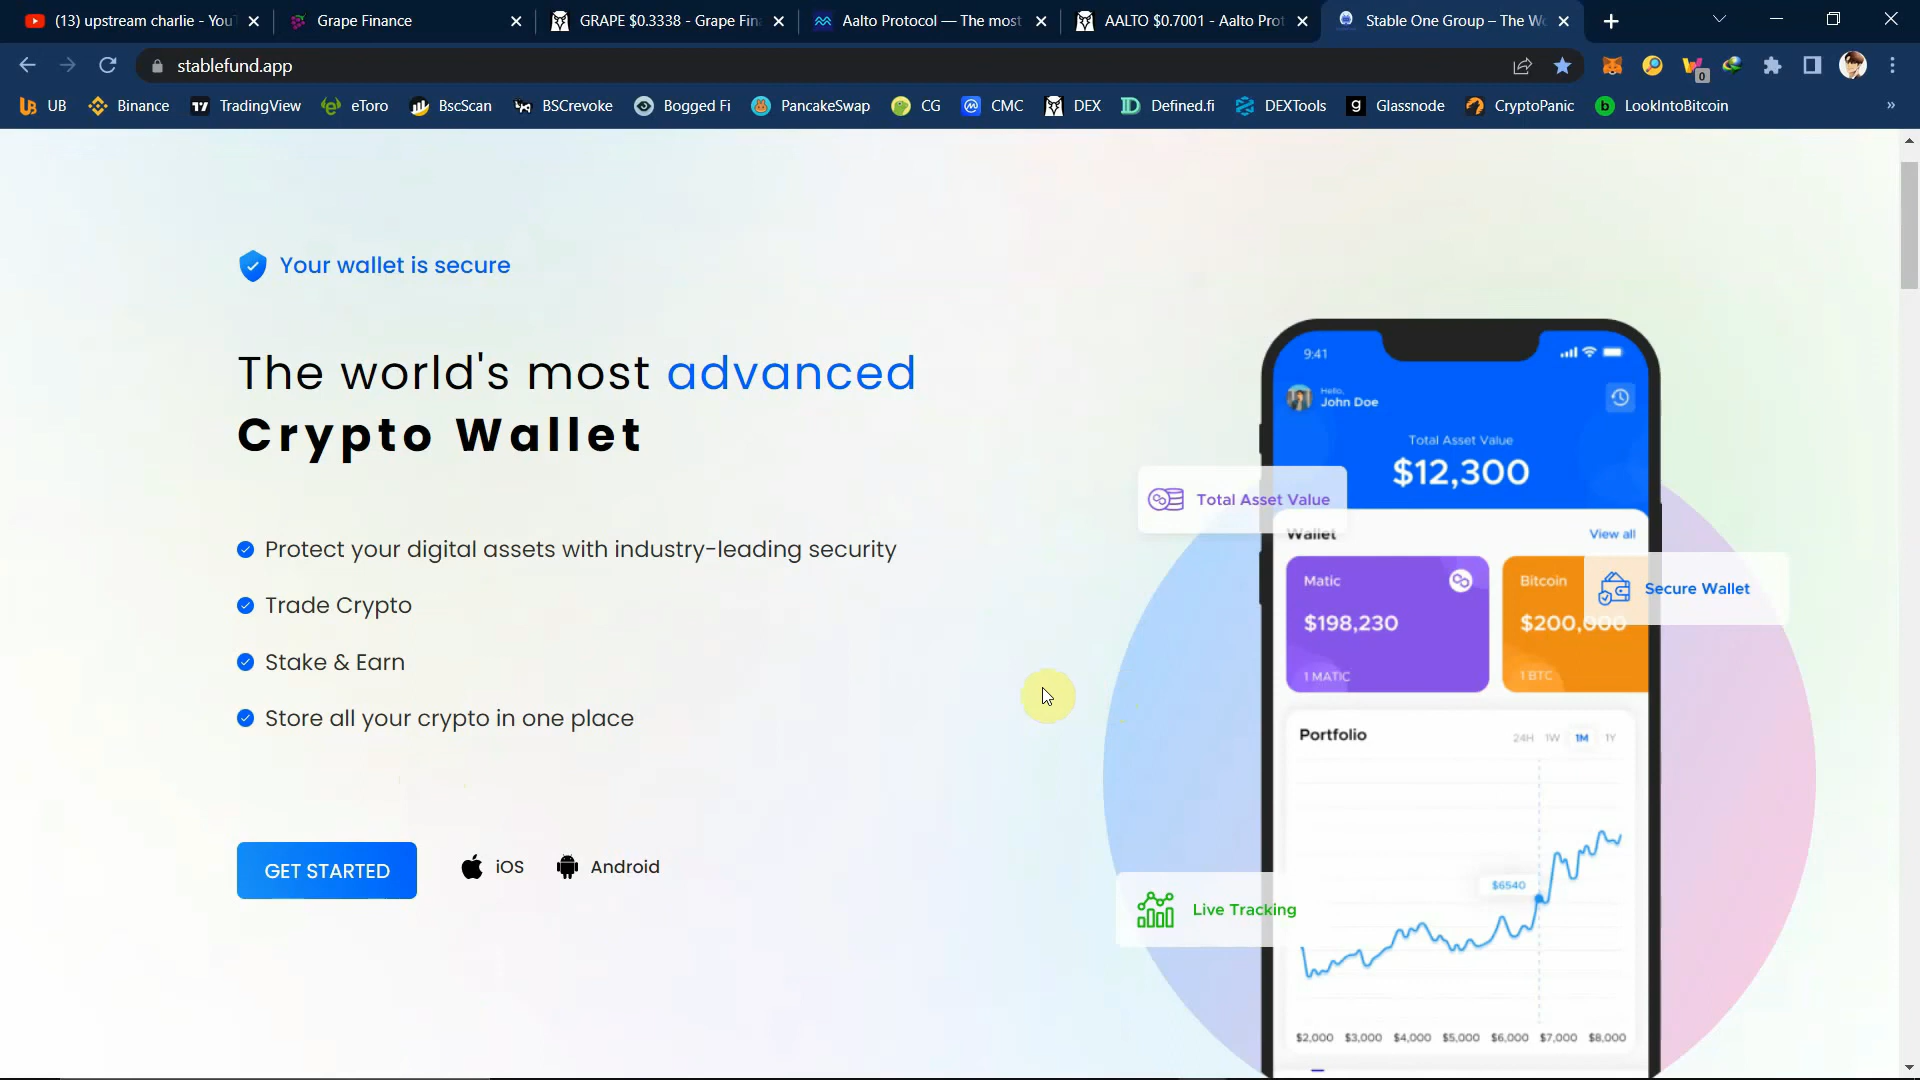 (13) upstream charlie - You
Grape Finance
GRAPE $0.3338 - Grape Fin
Aalto Protocol — The most
AALTO $0.7001 - Aalto Prot
Stable One Group – The Wo
stablefund.app
0
UB
Binance
TradingView
eToro
BscScan
BSCrevoke
Bogged Fi
PancakeSwap
CG
CMC
DEX
Defined.fi
DEXTools
Glassnode
CryptoPanic
LookIntoBitcoin
»
Your wallet is secure
The world's most advanced
Crypto Wallet
Protect your digital assets with industry-leading security
Trade Crypto
Stake & Earn
Store all your crypto in one place
GET STARTED
iOS
Android
9:41
Hello,
John Doe
Total Asset Value
$12,300
Total Asset Value
Wallet
View all
Matic
Bitcoin
Secure Wallet
$198,230
$200,000
1 MATIC
1 BTC
Portfolio
24H 1W 1M 1Y
$6540
Live Tracking
$2,000 $3,000 $4,000 $5,000 $6,000 $7,000 $8,000